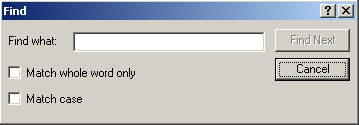 Find
Find what: Find Next
Match whole word only Cancel
Match case